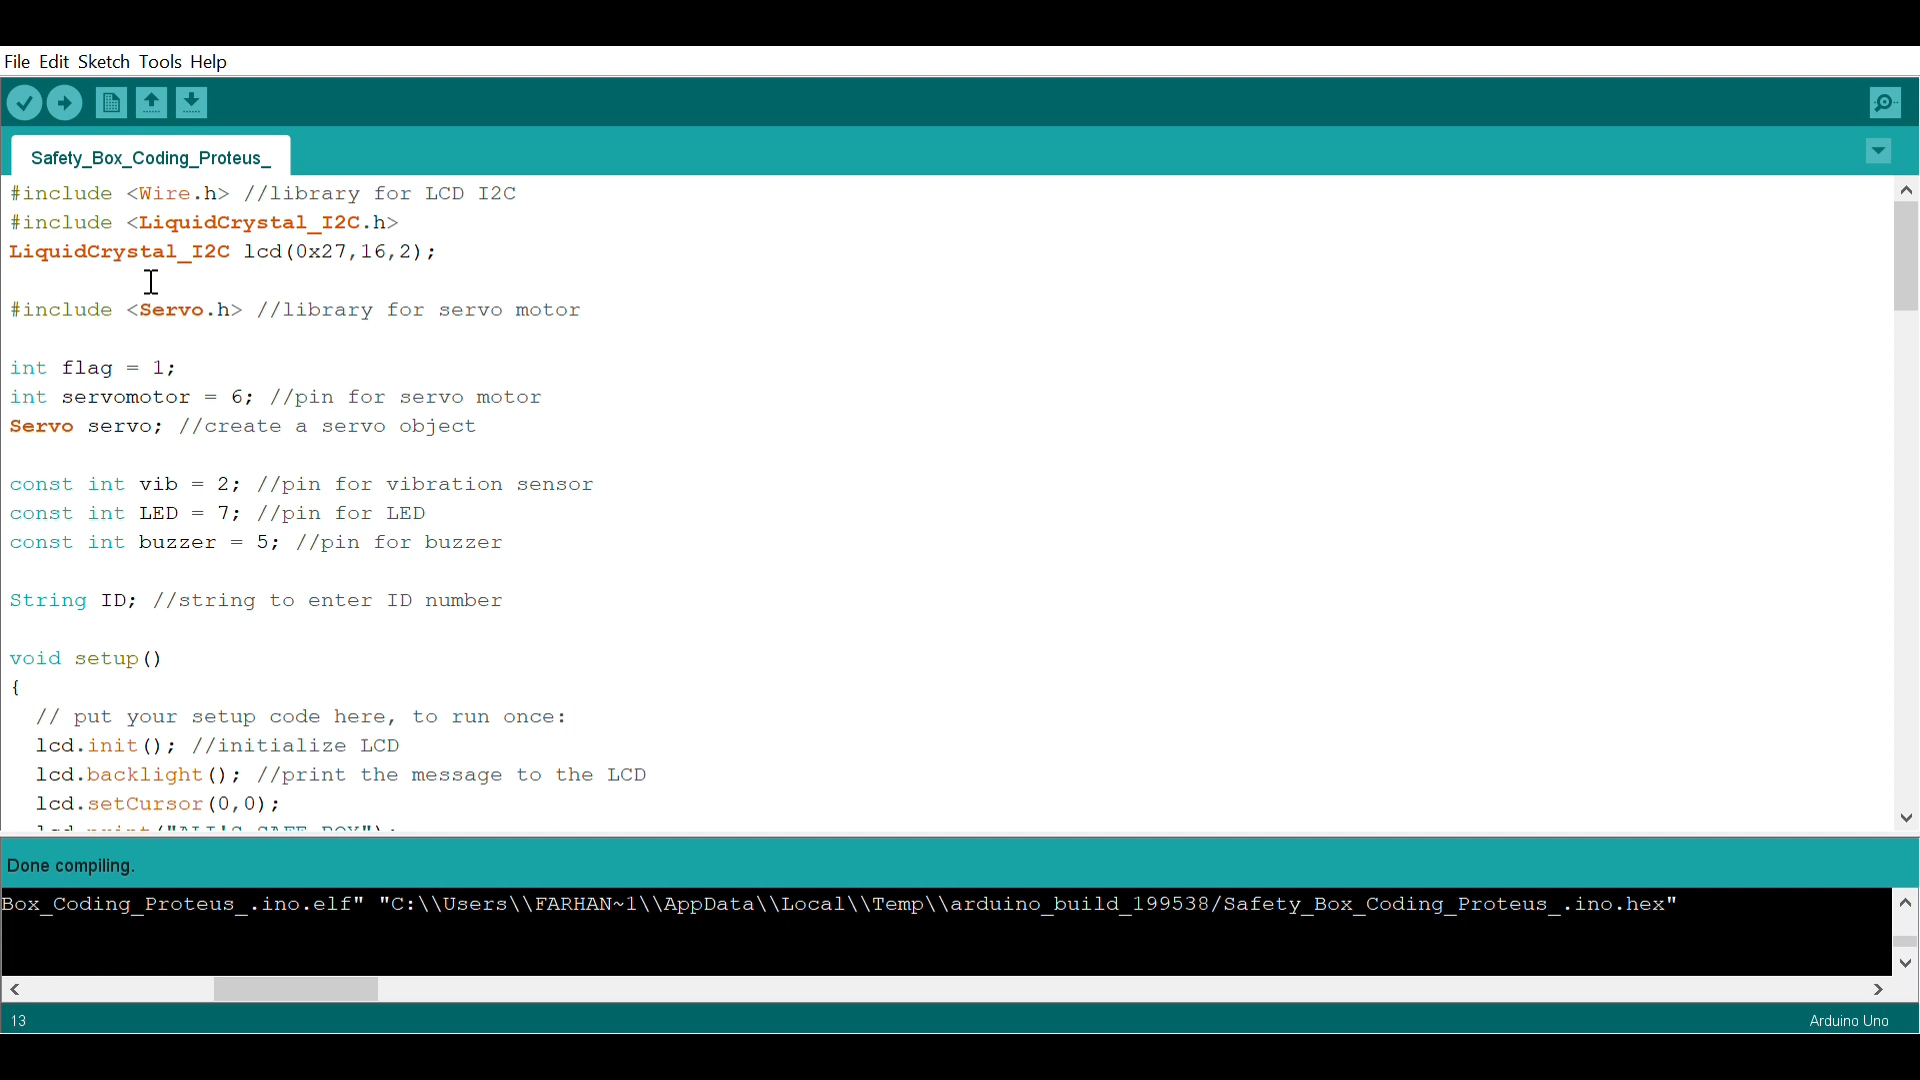 File Edit Sketch Tools Help
Safety_Box_Coding_Proteus_
#include <Wire.h> //library for LCD I2C
#include <LiquidCrystal_I2C.h>
LiquidCrystal_I2C lcd(0x27,16,2);
#include <Servo.h> //library for servo motor
int flag = 1;
int servomotor = 6; //pin for servo motor
Servo servo; //create a servo object
const int vib = 2; //pin for vibration sensor
const int LED = 7; //pin for LED
const int buzzer = 5; //pin for buzzer
String ID; //string to enter ID number
void setup()
{
// put your setup code here, to run once:
lcd.init(); //initialize LCD
lcd.backlight(); //print the message to the LCD
lcd.setCursor(0,0);
lcd.print("ALI'S SAFE BOX");
Done compiling.
Box_Coding_Proteus_.ino.elf" "C:\\Users\\FARHAN~1\\AppData\\Local\\Temp\\arduino_build_199538/Safety_Box_Coding_Proteus_.ino.hex"
13
Arduino Uno